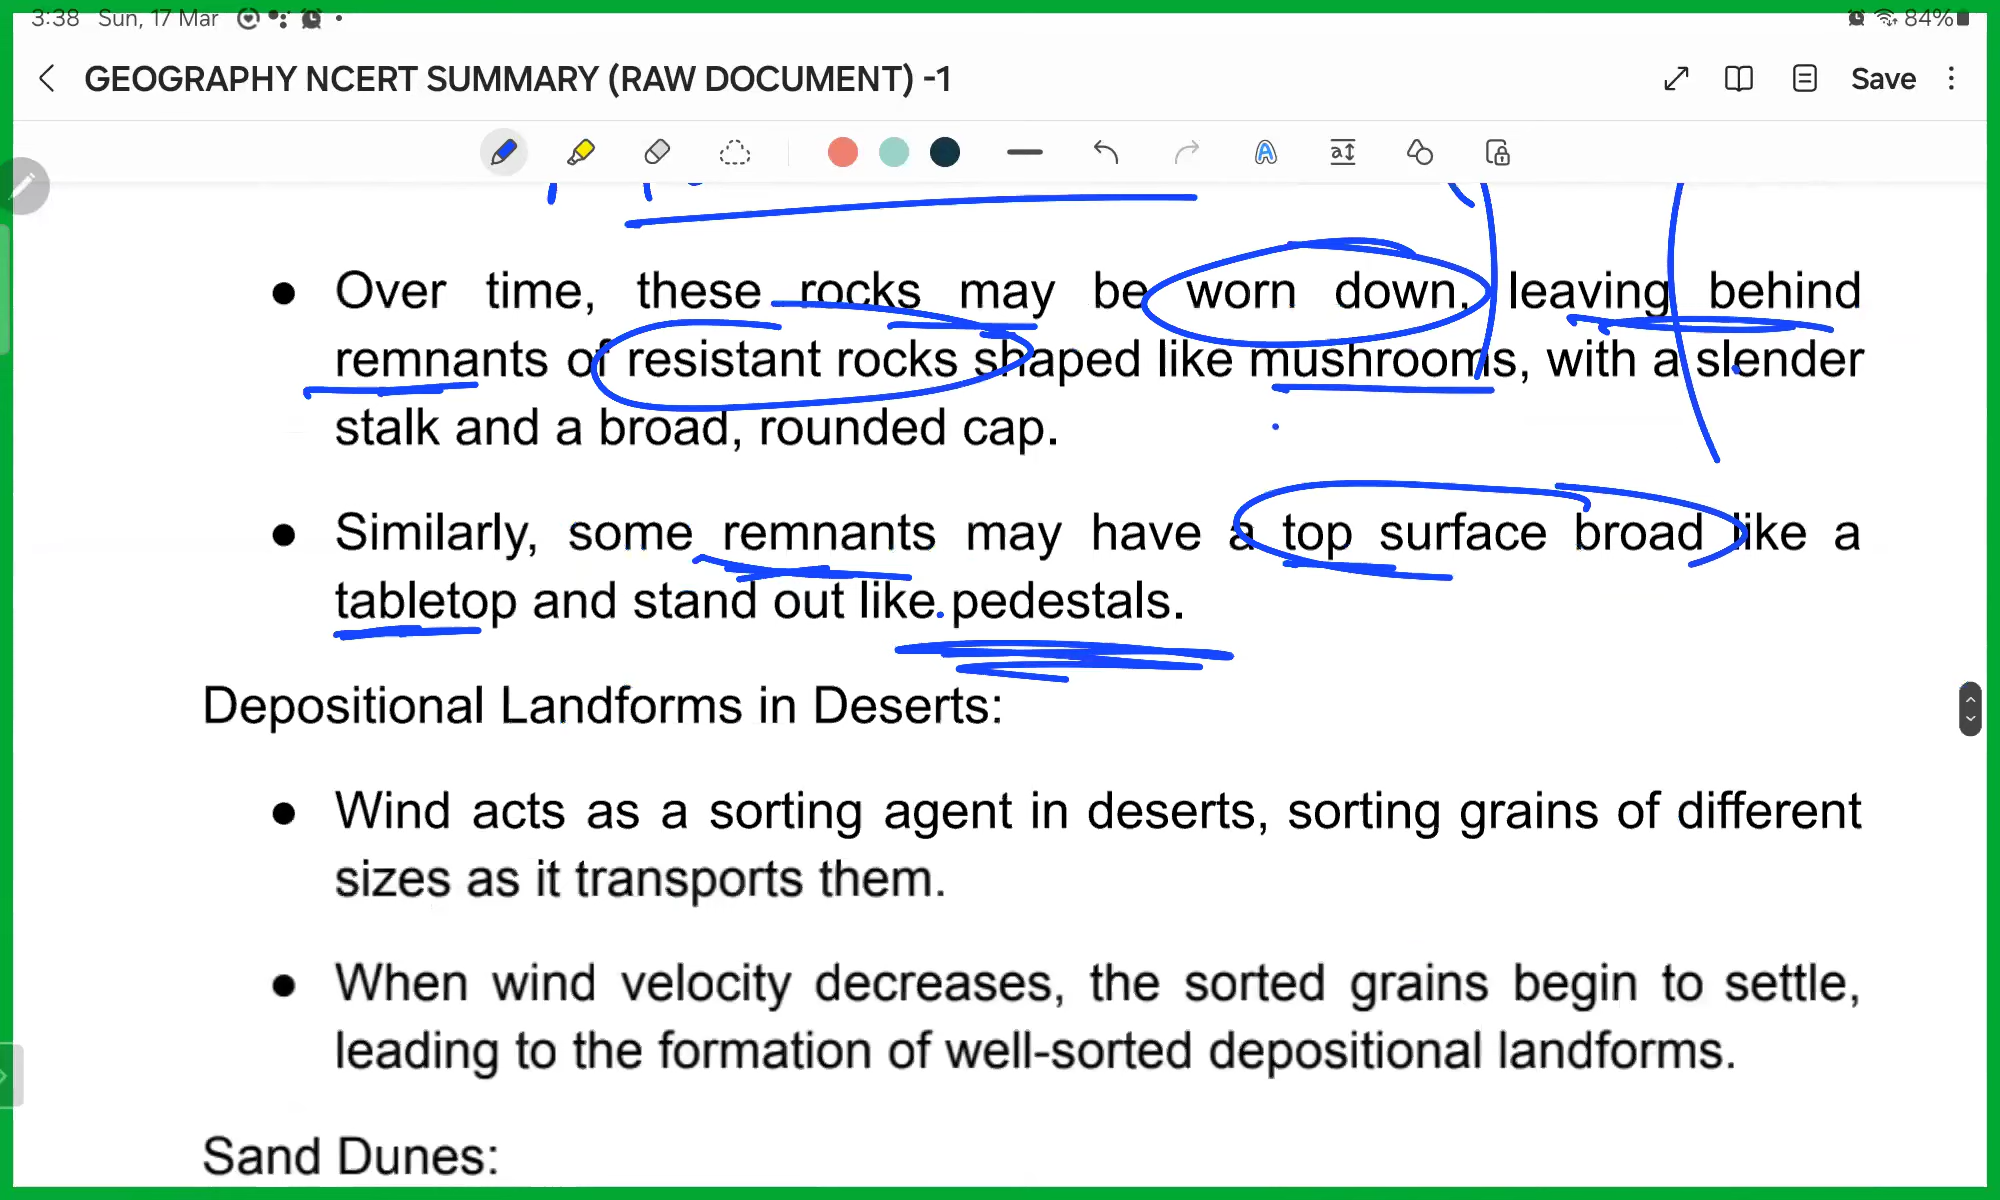 3:38 Sun, 17 Mar 84%
GEOGRAPHY NCERT SUMMARY (RAW DOCUMENT) -1 Save
● Over time, these rocks may be worn down, leaving behind
remnants of resistant rocks shaped like mushrooms, with a slender
stalk and a broad, rounded cap.
● Similarly, some remnants may have a top surface broad like a
tabletop and stand out like pedestals.
Depositional Landforms in Deserts:
● Wind acts as a sorting agent in deserts, sorting grains of different
sizes as it transports them.
● When wind velocity decreases, the sorted grains begin to settle,
leading to the formation of well-sorted depositional landforms.
Sand Dunes: